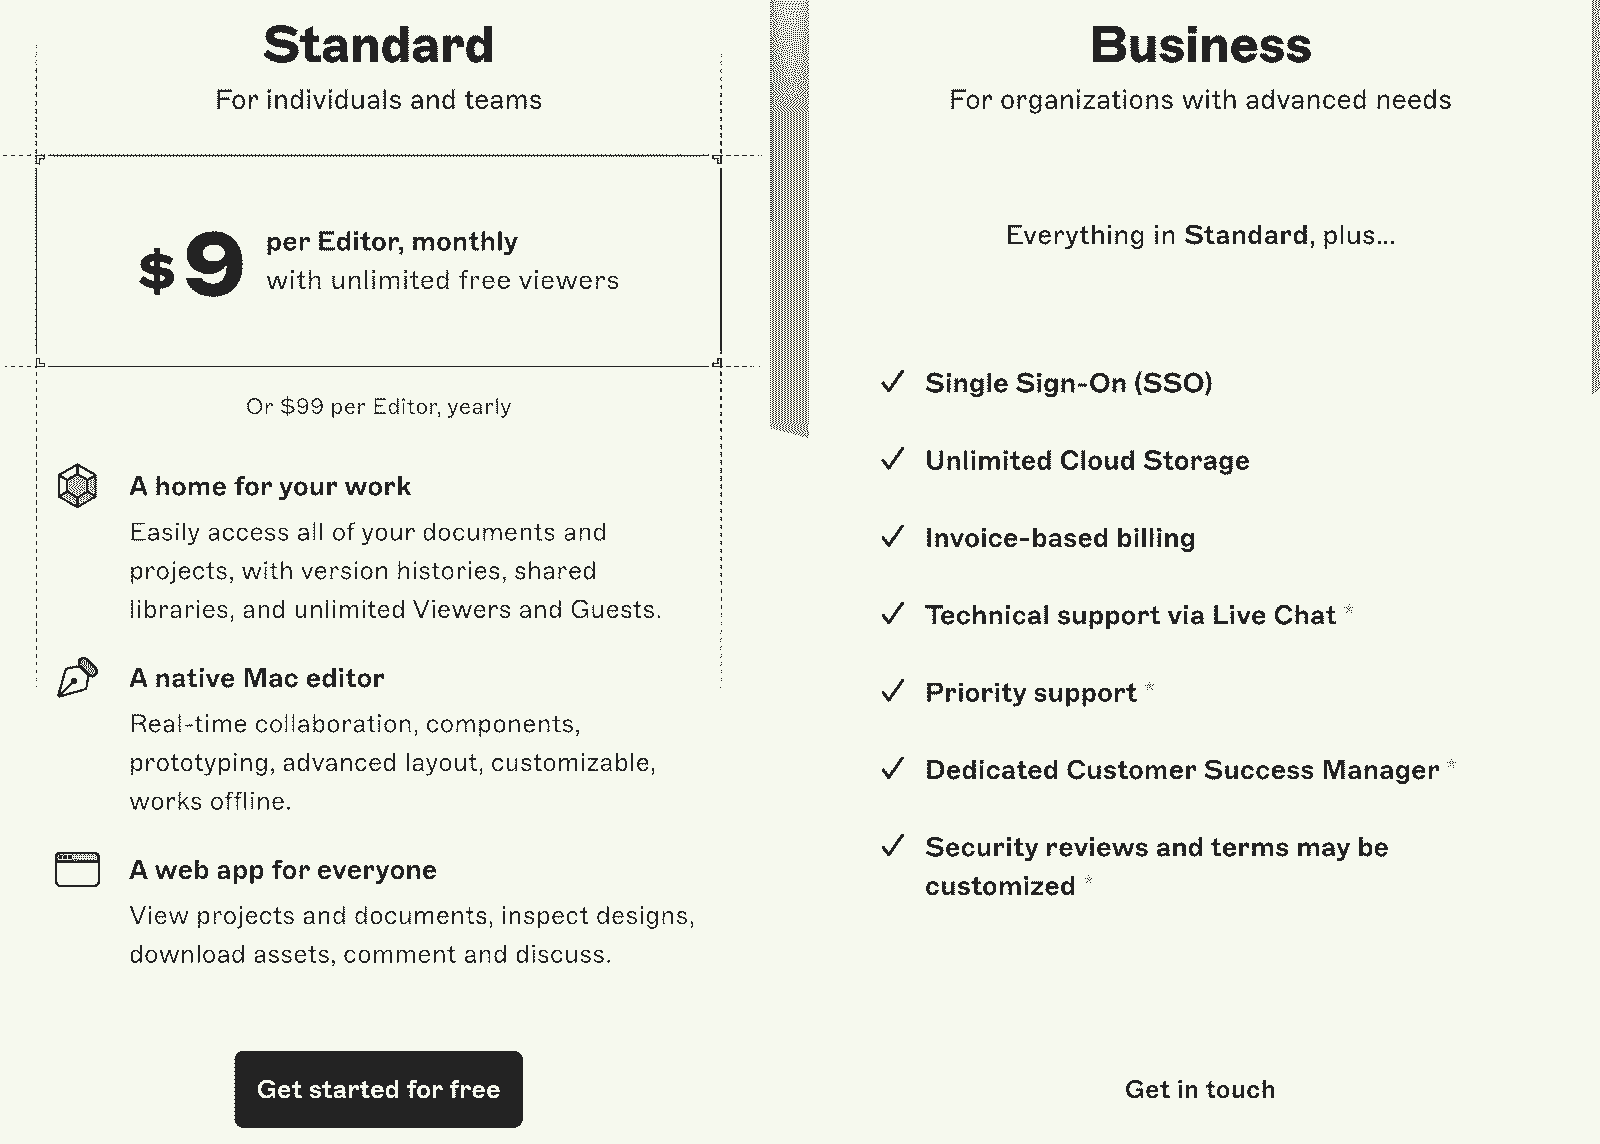 Standard
For individuals and teams
$9
per Editor, monthly
with unlimited free viewers
Or $99 per Editor, yearly
A home for your work
Easily access all of your documents and
projects, with version histories, shared
libraries, and unlimited Viewers and Guests.
A native Mac editor
Real-time collaboration, components,
prototyping, advanced layout, customizable,
works offline.
A web app for everyone
View projects and documents, inspect designs,
download assets, comment and discuss.
Get started for free
Business
For organizations with advanced needs
Everything in Standard, plus...
✓ Single Sign-On (SSO)
✓ Unlimited Cloud Storage
✓ Invoice-based billing
✓ Technical support via Live Chat *
✓ Priority support *
✓ Dedicated Customer Success Manager *
✓ Security reviews and terms may be
customized *
Get in touch